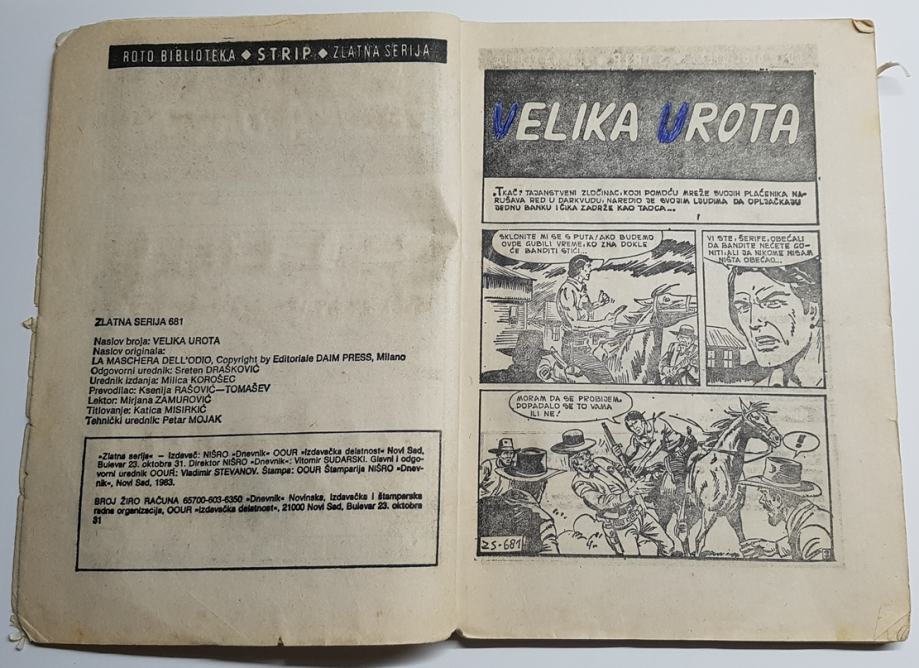 ROTO BIBLIOTEKA ◆ STRIP ◆ ZLATNA SERIJA
ZLATNA SERIJA 681
Naslov broja: VELIKA UROTA
Naslov originala:
LA MASCHERA DELL'ODIO, Copyright by Editoriale DAIM PRESS, Milano
Odgovorni urednik: Sreten DRAŠKOVIĆ
Urednik izdanja: Milica KOROŠEC
Prevodilac: Ksenija RAŠOVIĆ—TOMAŠEV
Lektor: Mirjana ZAMUROVIĆ
Titlovanje: Katica MISIRKIĆ
Tehnički urednik: Petar MOJAK
»Zlatna serija« — Izdavač: NIŠRO »Dnevnik« OOUR »Izdavačka delatnost« Novi Sad,
Bulevar 23. oktobra 31. Direktor NIŠRO »Dnevnik«: Vitomir SUDARSKI. Glavni i odgo-
vorni urednik OOUR: Vladimir STEVANOV. Štampa: OOUR Štamparija NIŠRO »Dnev-
nik«, Novi Sad, 1983.
BROJ ŽIRO RAČUNA 65700-603-6350 »Dnevnik« Novinska, izdavačka i štamparska
radna organizacija, OOUR »Izdavačka delatnost«, 21000 Novi Sad, Bulevar 23. oktobra
31
VELIKA UROTA
"TKAČ", TAJANSTVENI ZLOČINAC, KOJI POMOĆU MREŽE SVOJIH PLAĆENIKA NA-
RUŠAVA RED U DARKVUDU, NAREDIO JE SVOJIM LJUDIMA DA OPLJAČKAJU
JEDNU BANKU I ČIKA ZADRŽE KAO TAOCA...
SKLONITE MI SE S PUTA! AKO BUDEMO
OVDE GUBILI VREME, KO ZNA DOKLE
ĆE BANDITI STIĆI...
VI STE, ŠERIFE, OBEĆALI
DA BANDITE NEĆETE GO-
NITI, ALI JA NIKOME NISAM
NIŠTA OBEĆAO...
MORAM DA SE PROBIJEM,
DOPADALO SE TO VAMA
ILI NE!
!
ZS-681